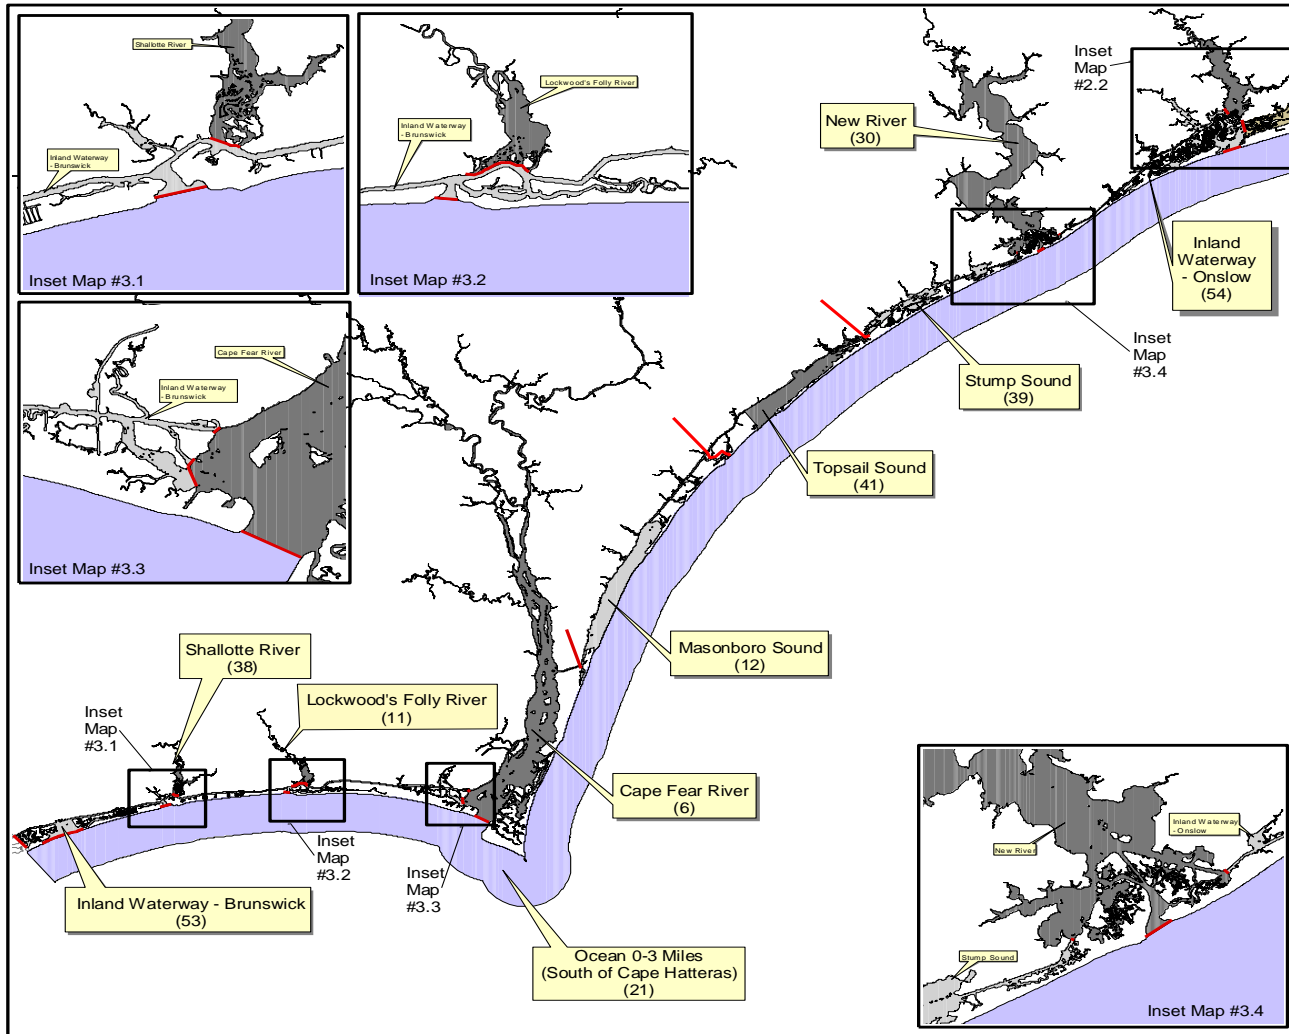 Shallotte River
Inland Waterway
- Brunswick
Inset Map #3.1
Lockwood's Folly River
Inland Waterway
- Brunswick
Inset Map #3.2
Cape Fear River
Inland Waterway
- Brunswick
Inset Map #3.3
New River
(30)
Inset
Map
#2.2
Inland
Waterway
- Onslow
(54)
Inset
Map
#3.4
Stump Sound
(39)
Topsail Sound
(41)
Masonboro Sound
(12)
Shallotte River
(38)
Lockwood's Folly River
(11)
Inset
Map
#3.1
Cape Fear River
(6)
Inset
Map
#3.2
Inset
Map
#3.3
Inland Waterway - Brunswick
(53)
Ocean 0-3 Miles
(South of Cape Hatteras)
(21)
Inland Waterway
- Onslow
New River
Stump Sound
Inset Map #3.4